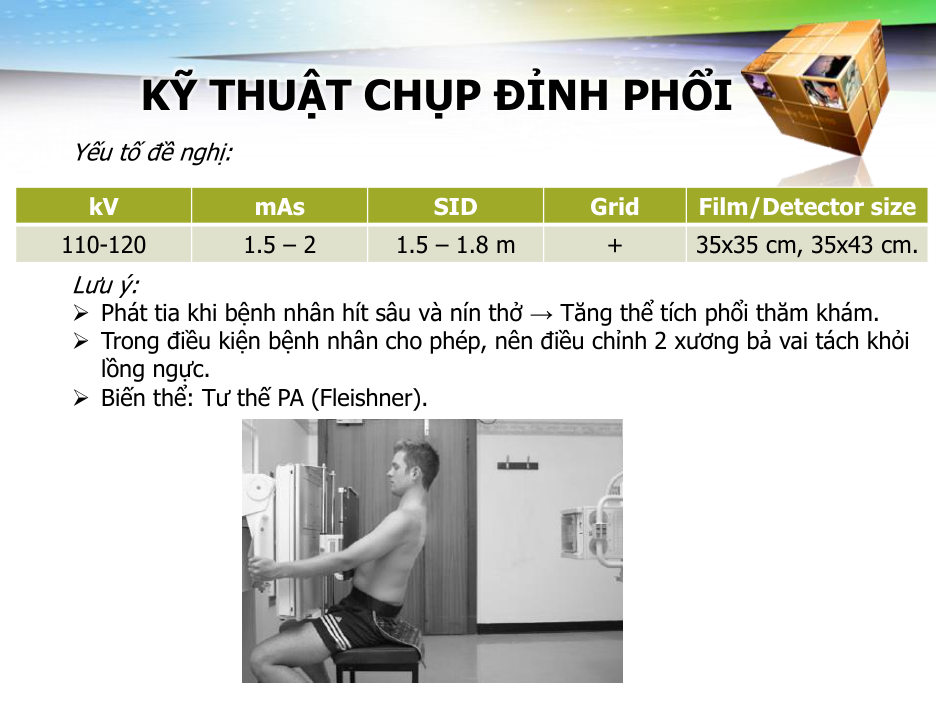 KỸ THUẬT CHỤP ĐỈNH PHỔI
Yếu tố đề nghị:
kV mAs SID Grid Film/Detector size
110-120 1.5 – 2 1.5 – 1.8 m + 35x35 cm, 35x43 cm.
Lưu ý:
➢ Phát tia khi bệnh nhân hít sâu và nín thở → Tăng thể tích phổi thăm khám.
➢ Trong điều kiện bệnh nhân cho phép, nên điều chỉnh 2 xương bả vai tách khỏi
lồng ngực.
➢ Biến thể: Tư thế PA (Fleishner).